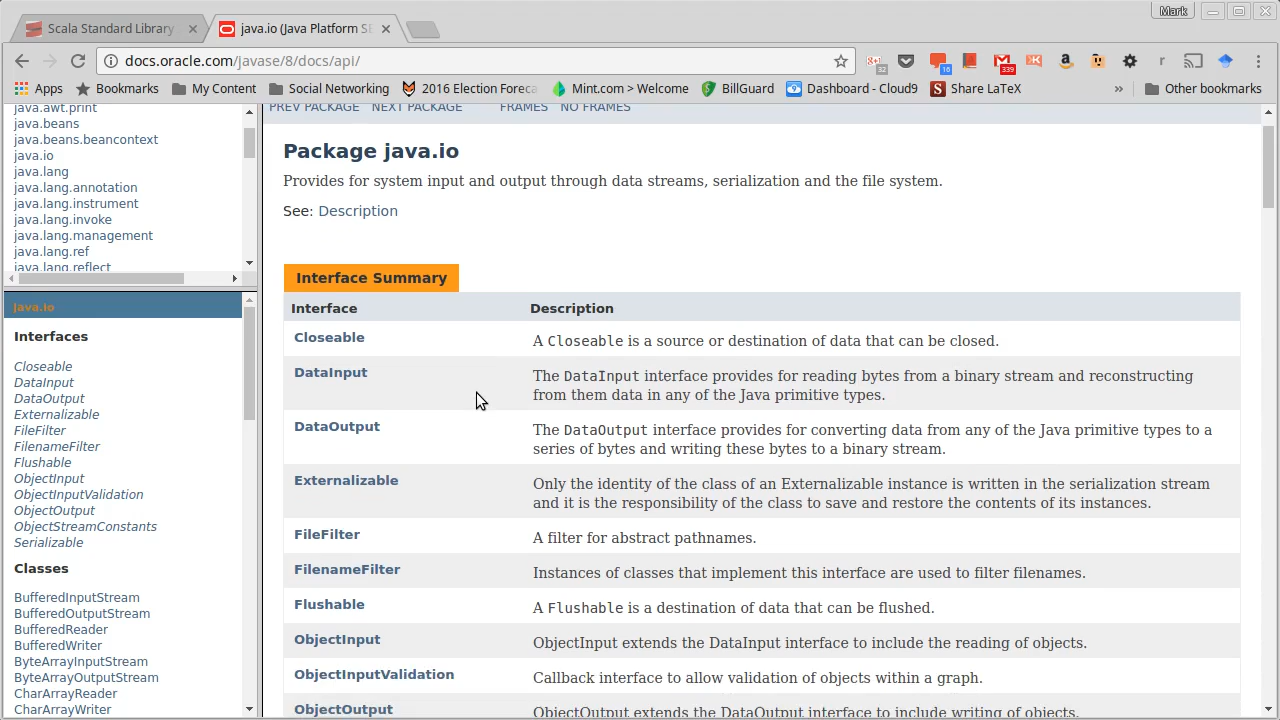 Mark
Scala Standard Library
java.io (Java Platform SE
docs.oracle.com/javase/8/docs/api/
32
16
339
Apps
Bookmarks
My Content
Social Networking
2016 Election Foreca
Mint.com > Welcome
BillGuard
Dashboard - Cloud9
Share LaTeX
»
Other bookmarks
java.awt.print
java.beans
java.beans.beancontext
java.io
java.lang
java.lang.annotation
java.lang.instrument
java.lang.invoke
java.lang.management
java.lang.ref
java.lang.reflect
java.io
Interfaces
Closeable
DataInput
DataOutput
Externalizable
FileFilter
FilenameFilter
Flushable
ObjectInput
ObjectInputValidation
ObjectOutput
ObjectStreamConstants
Serializable
Classes
BufferedInputStream
BufferedOutputStream
BufferedReader
BufferedWriter
ByteArrayInputStream
ByteArrayOutputStream
CharArrayReader
CharArrayWriter
PREV PACKAGE NEXT PACKAGE FRAMES NO FRAMES
Package java.io
Provides for system input and output through data streams, serialization and the file system.
See: Description
Interface Summary
Interface Description
Closeable A Closeable is a source or destination of data that can be closed.
DataInput The DataInput interface provides for reading bytes from a binary stream and reconstructing
from them data in any of the Java primitive types.
DataOutput The DataOutput interface provides for converting data from any of the Java primitive types to a
series of bytes and writing these bytes to a binary stream.
Externalizable Only the identity of the class of an Externalizable instance is written in the serialization stream
and it is the responsibility of the class to save and restore the contents of its instances.
FileFilter A filter for abstract pathnames.
FilenameFilter Instances of classes that implement this interface are used to filter filenames.
Flushable A Flushable is a destination of data that can be flushed.
ObjectInput ObjectInput extends the DataInput interface to include the reading of objects.
ObjectInputValidation Callback interface to allow validation of objects within a graph.
ObjectOutput ObjectOutput extends the DataOutput interface to include writing of objects.